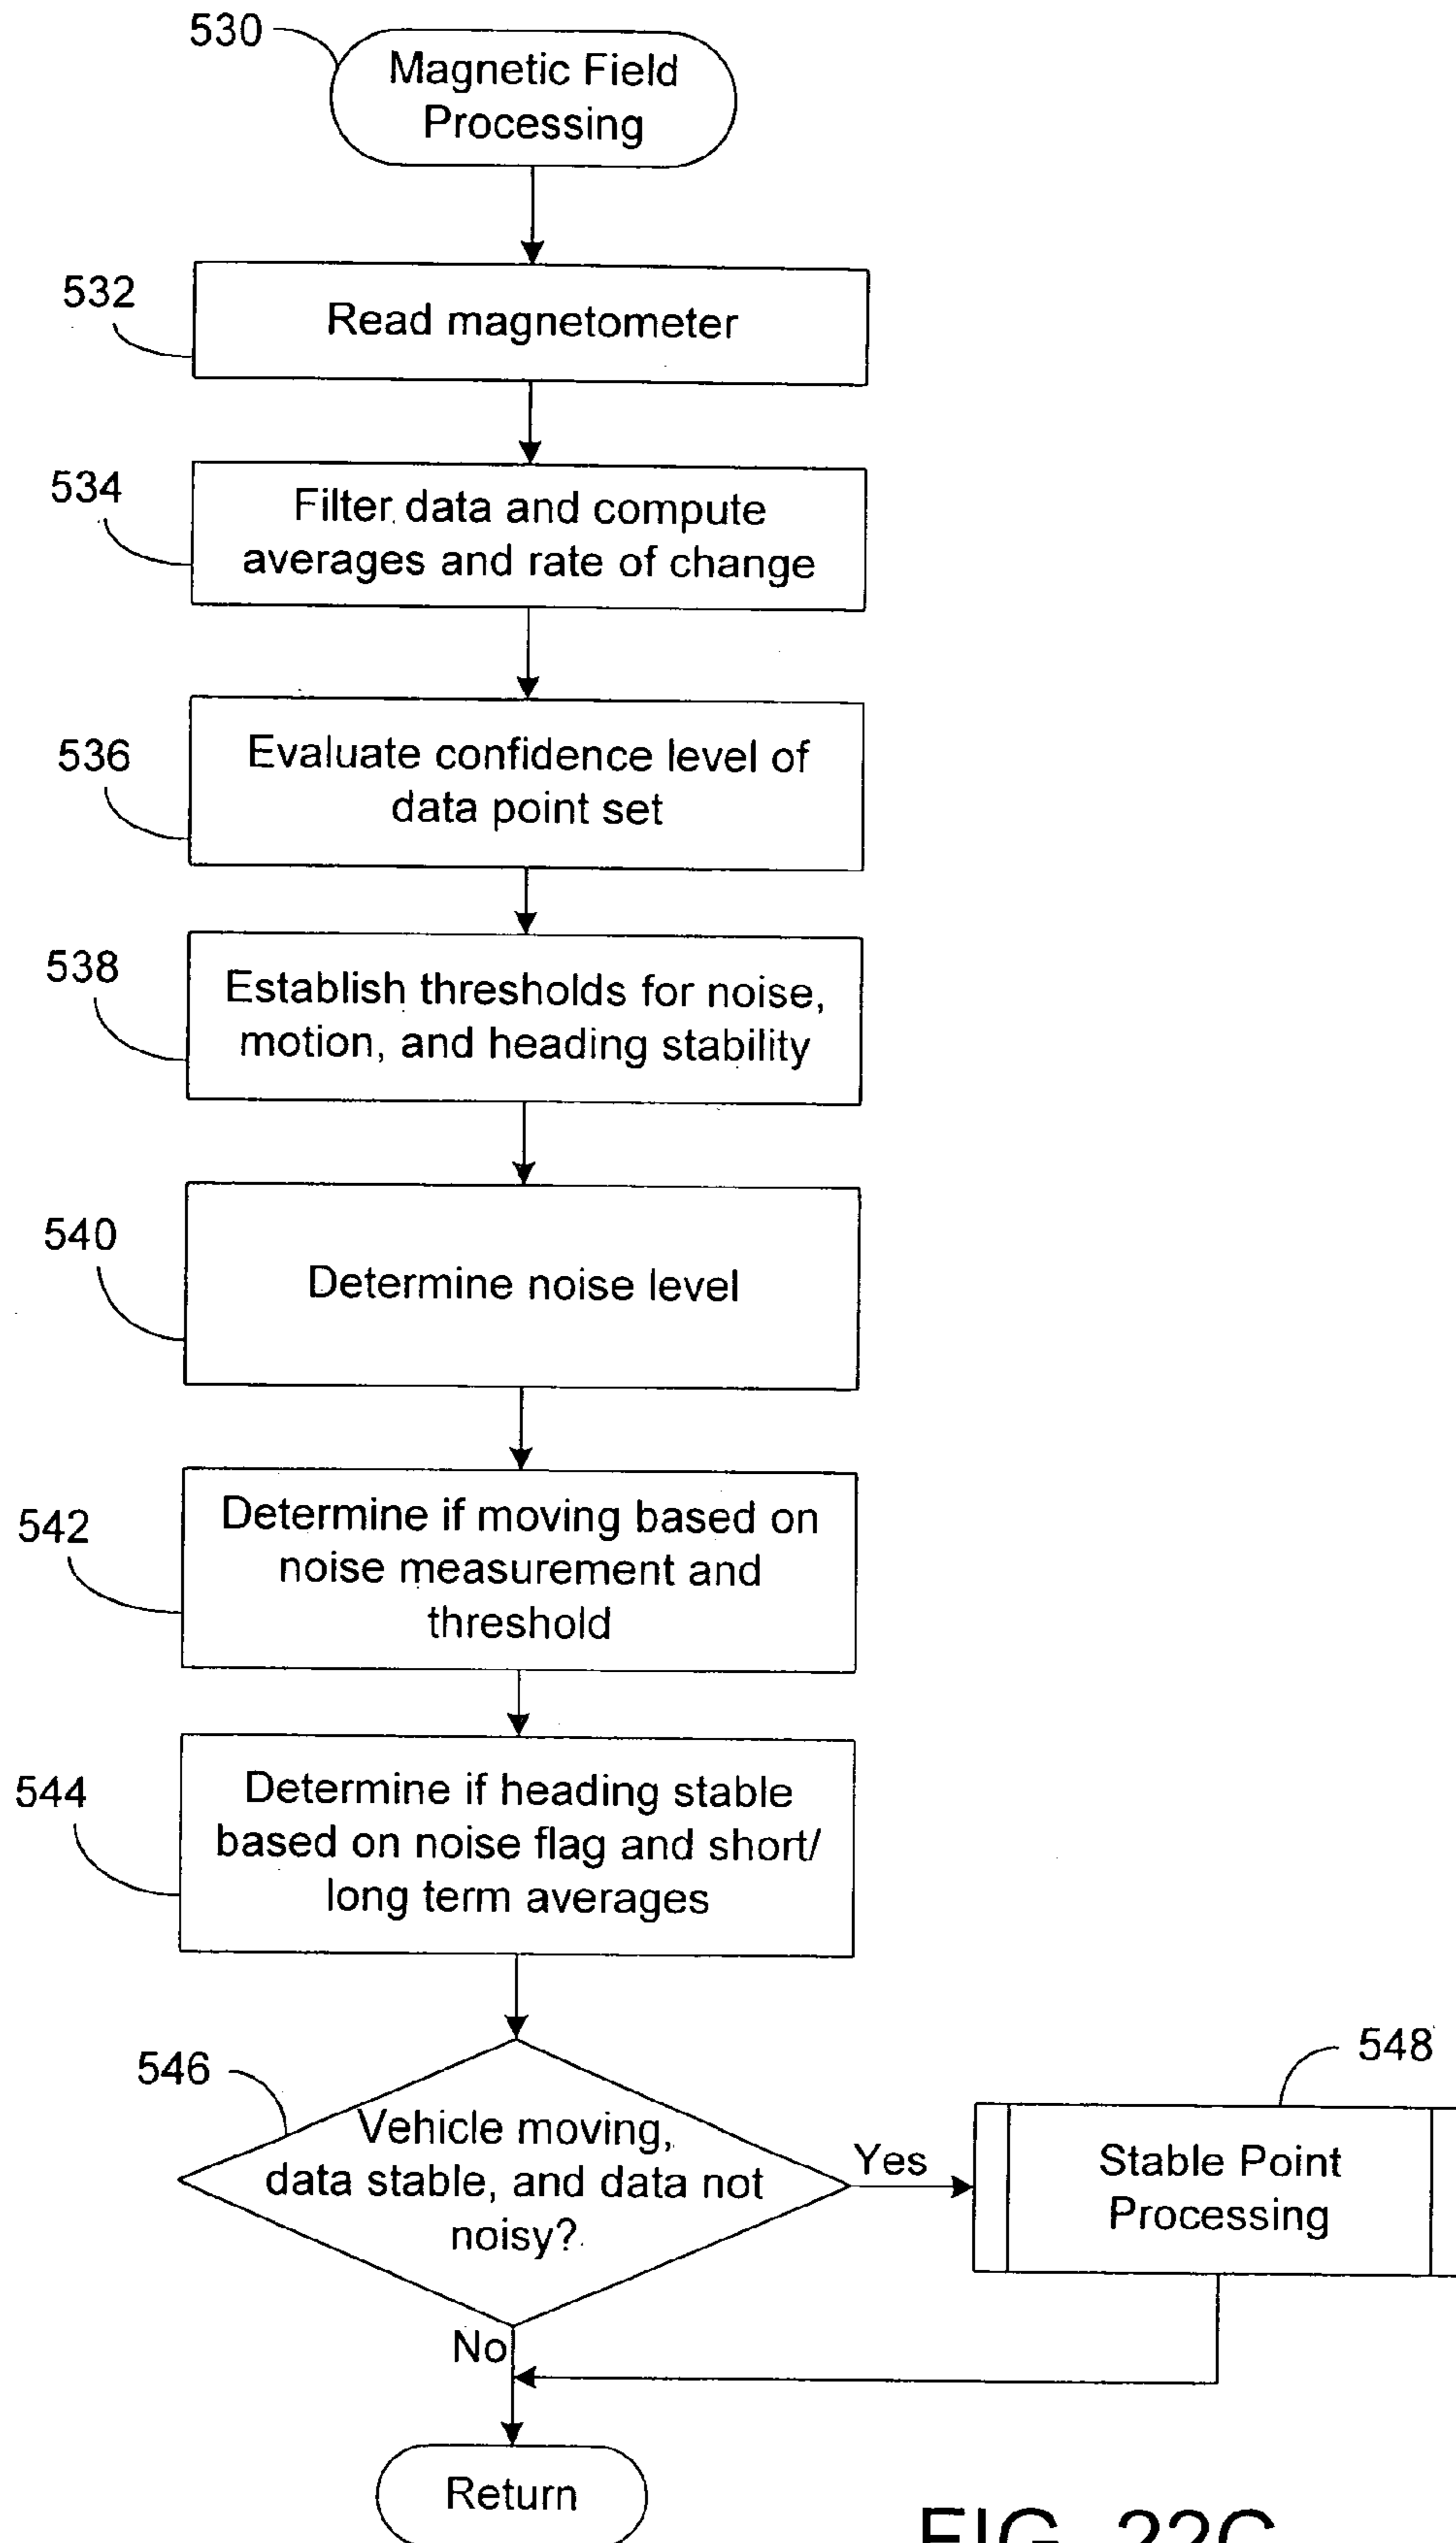 530
Magnetic Field
Processing
532
Read magnetometer
534
Filter data and compute
averages and rate of change
536
Evaluate confidence level of
data point set
538
Establish thresholds for noise,
motion, and heading stability
540
Determine noise level
542
Determine if moving based on
noise measurement and
threshold
544
Determine if heading stable
based on noise flag and short/
long term averages
546
Vehicle moving,
data stable, and data not
noisy?
Yes
548
Stable Point
Processing
No
Return
FIG. 22C